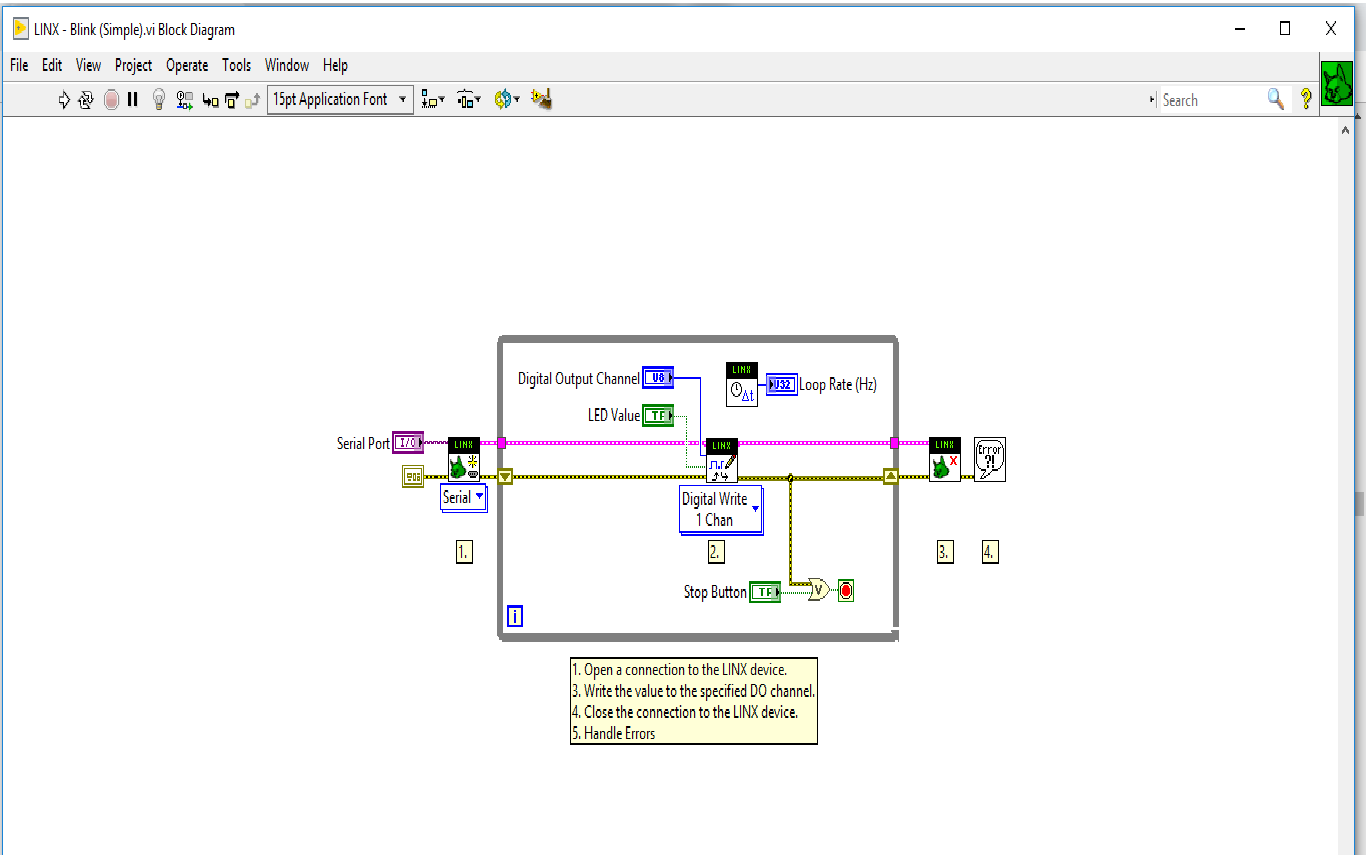 LINX - Blink (Simple).vi Block Diagram
File Edit View Project Operate Tools Window Help
15pt Application Font
Search
Digital Output Channel U8
LINX
Δt
U32 Loop Rate (Hz)
LED Value TF
Serial Port I/O
LINX
LINX
LINX
Error
?!
Serial
Digital Write
1 Chan
1.
2.
3.
4.
Stop Button TF
V
i
1. Open a connection to the LINX device.
3. Write the value to the specified DO channel.
4. Close the connection to the LINX device.
5. Handle Errors